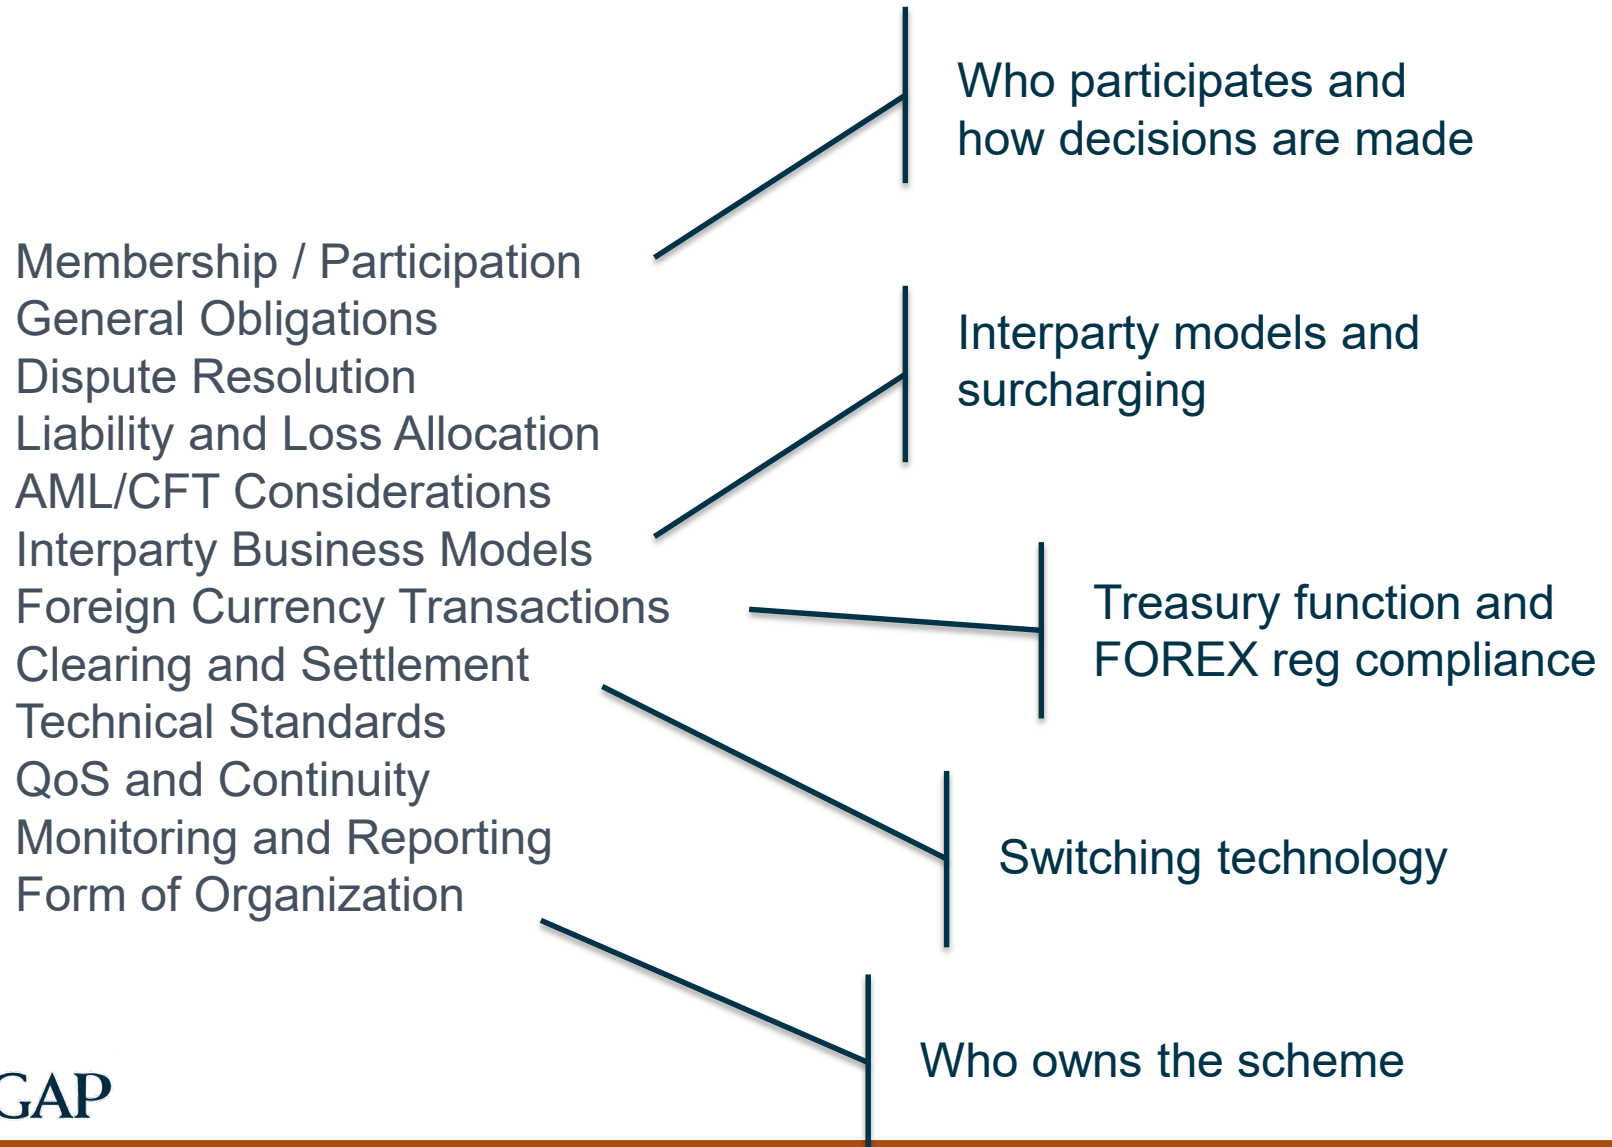 Membership / Participation
General Obligations
Dispute Resolution
Liability and Loss Allocation
AML/CFT Considerations
Interparty Business Models
Foreign Currency Transactions
Clearing and Settlement
Technical Standards
QoS and Continuity
Monitoring and Reporting
Form of Organization
Who participates and
how decisions are made
Interparty models and
surcharging
Treasury function and
FOREX reg compliance
Switching technology
Who owns the scheme
GAP